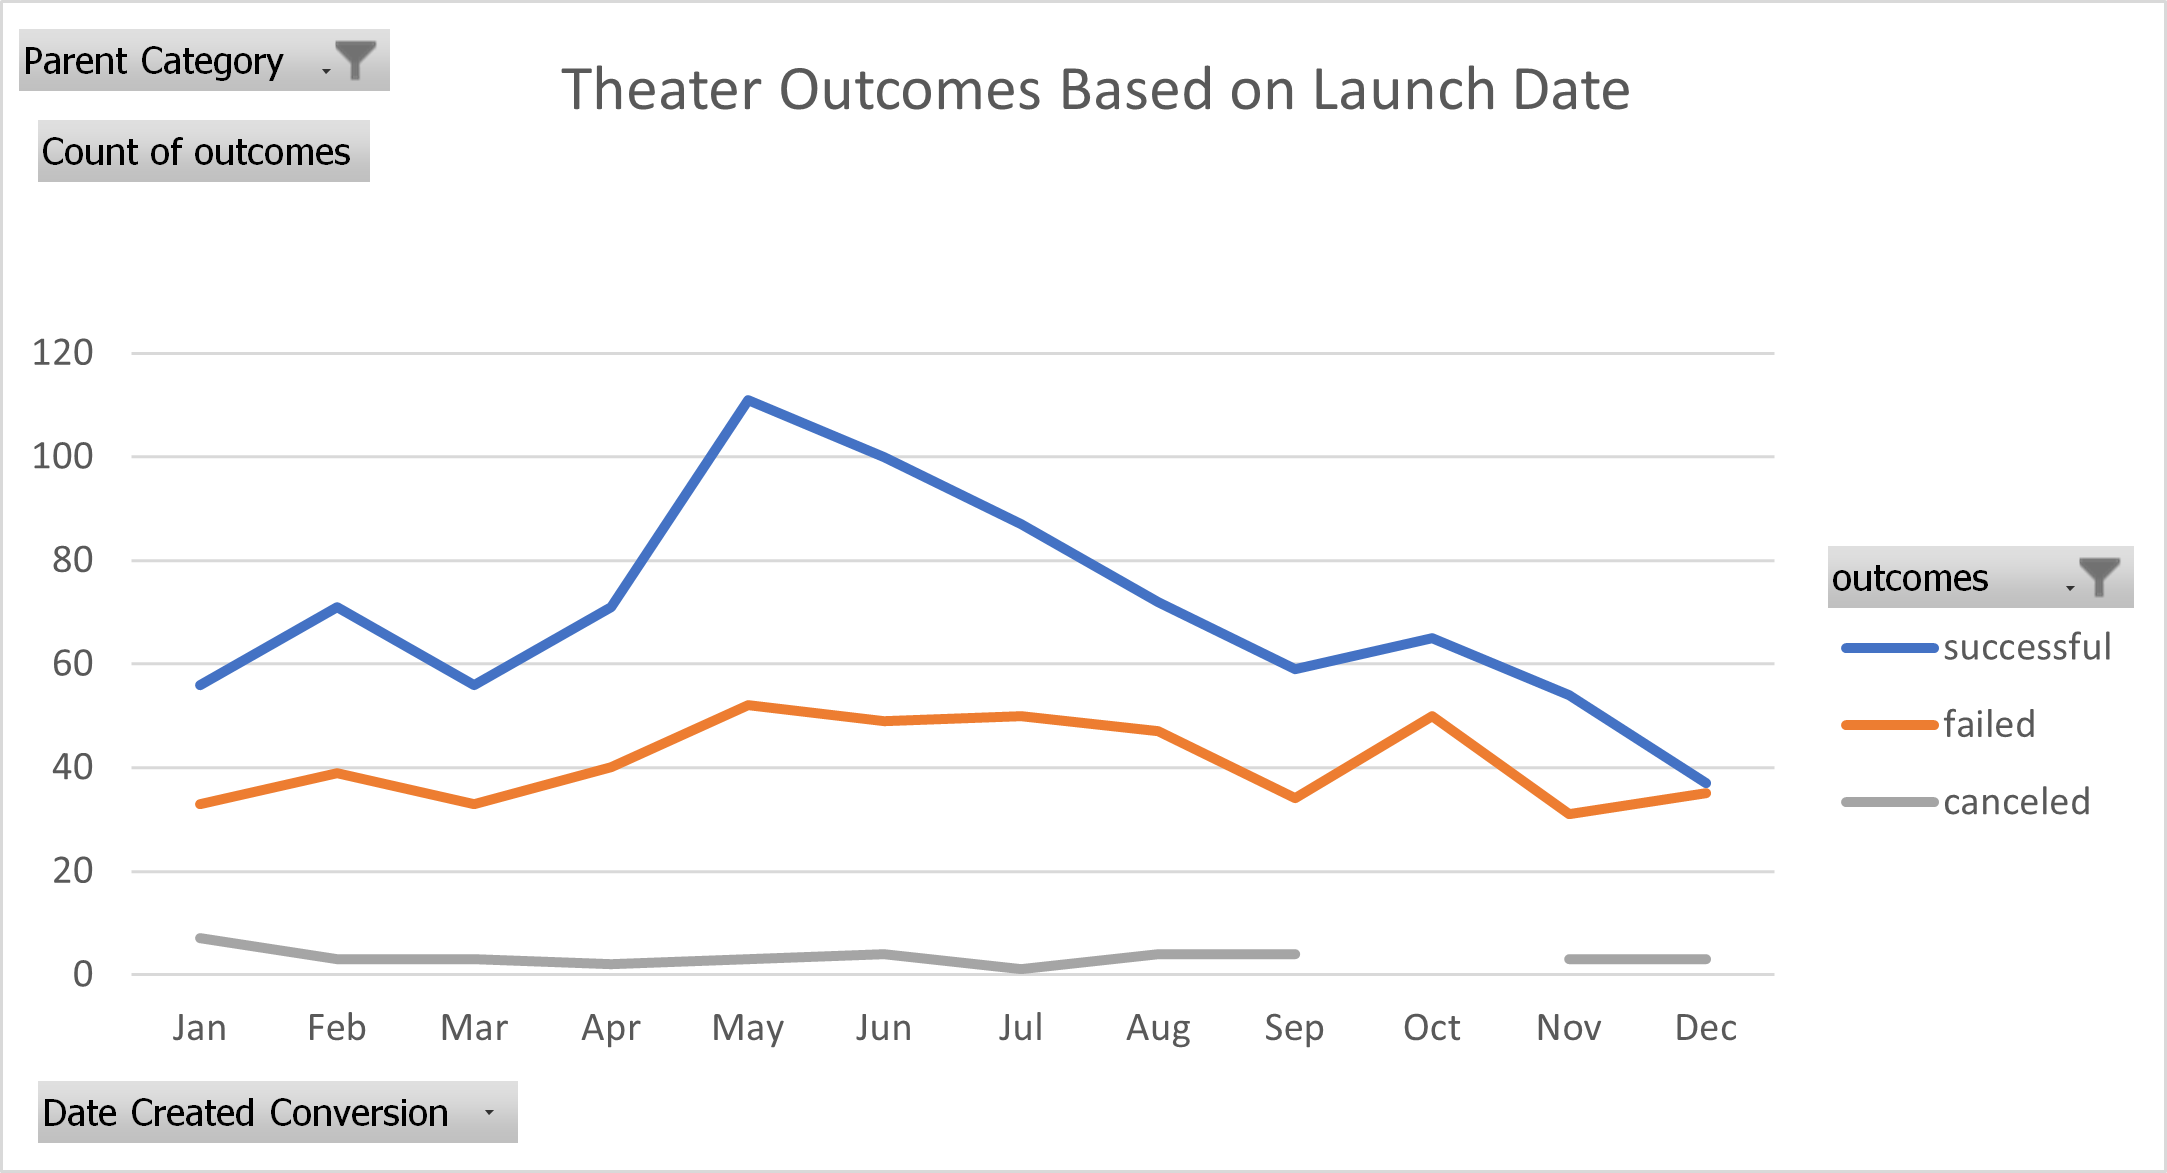 Parent Category
Theater Outcomes Based on Launch Date
Count of outcomes
120
100
80
60
40
20
0
outcomes
successful
failed
canceled
Jan Feb Mar Apr May Jun Jul Aug Sep Oct Nov Dec
Date Created Conversion